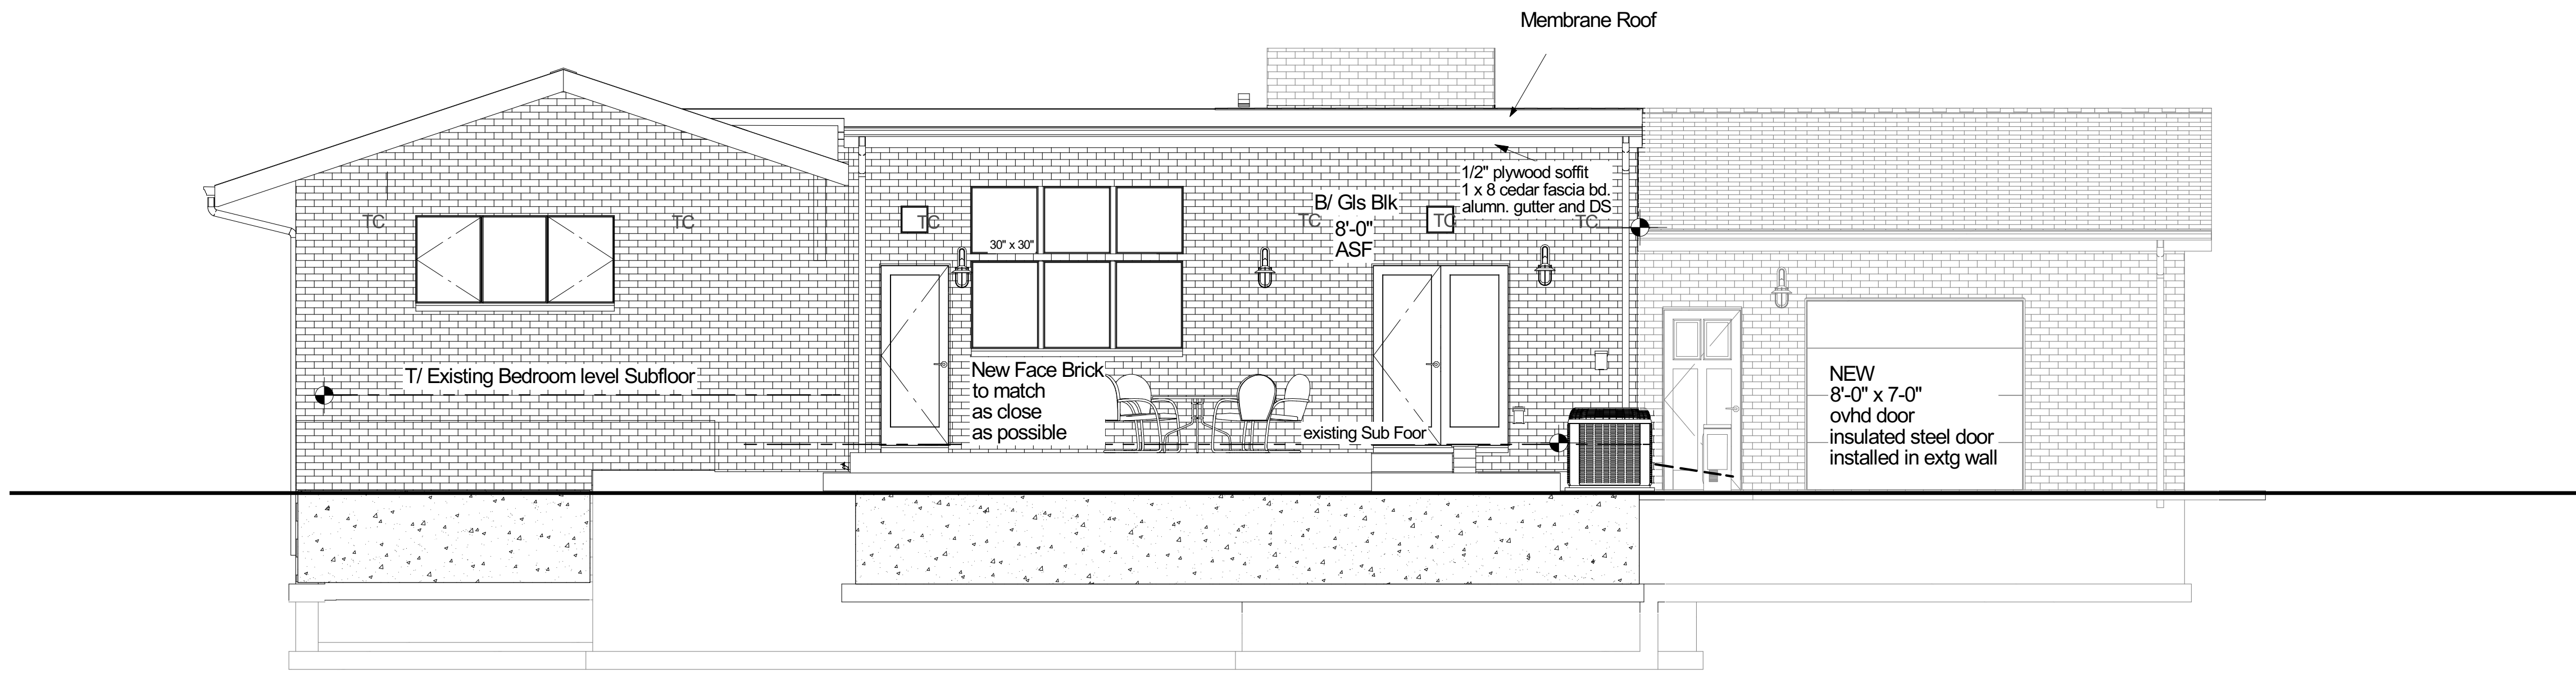 Membrane Roof
1/2" plywood soffit
1 x 8 cedar fascia bd.
alumn. gutter and DS
B/ Gls Blk
8'-0"
ASF
TC
TC
TC
TC
TC
TC
30" x 30"
T/ Existing Bedroom level Subfloor
New Face Brick
to match
as close
as possible
existing Sub Foor
NEW
8'-0" x 7-0"
ovhd door
insulated steel door
installed in extg wall